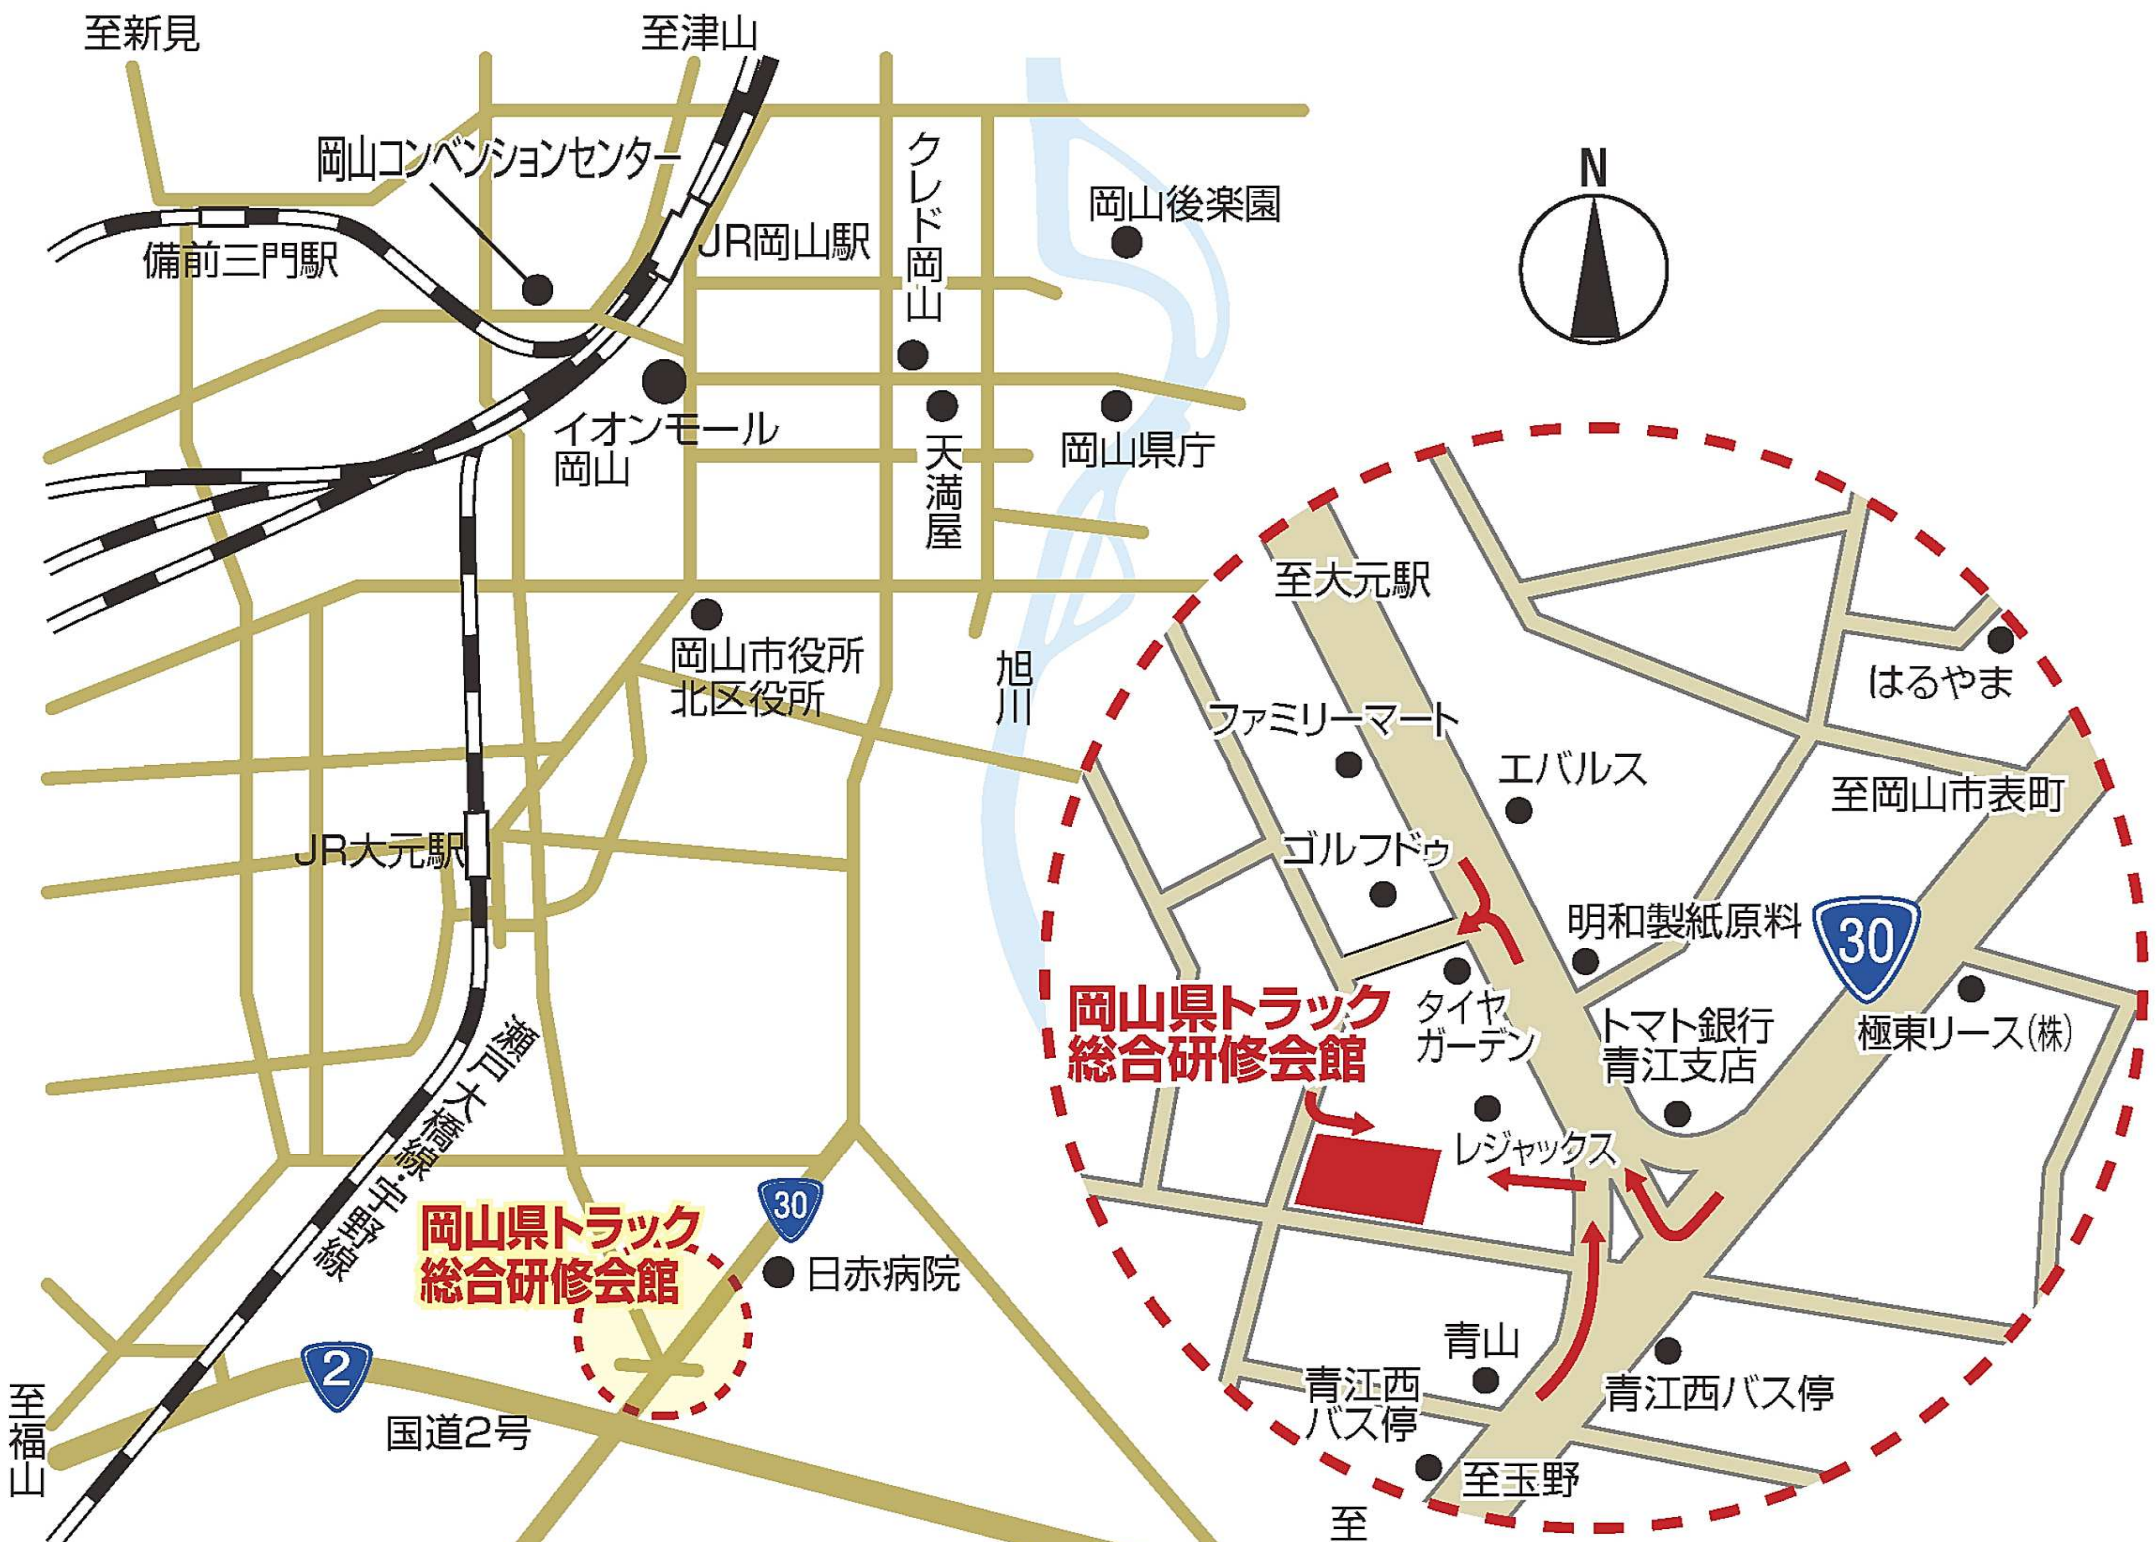 至新見
至津山
岡山コンベンションセンター
備前三門駅
JR岡山駅
クレド岡山
岡山後楽園
N
イオンモール
岡山
天満屋
岡山県庁
岡山市役所
北区役所
旭川
JR大元駅
瀬戸大橋線・宇野線
岡山県トラック
総合研修会館
30
日赤病院
2
国道2号
至福山
至大元駅
はるやま
ファミリーマート
エバルス
至岡山市表町
ゴルフドゥ
明和製紙原料
30
岡山県トラック
総合研修会館
タイヤ
ガーデン
トマト銀行
青江支店
極東リース(株)
レジャックス
青山
青江西
バス停
青江西バス停
至玉野
至